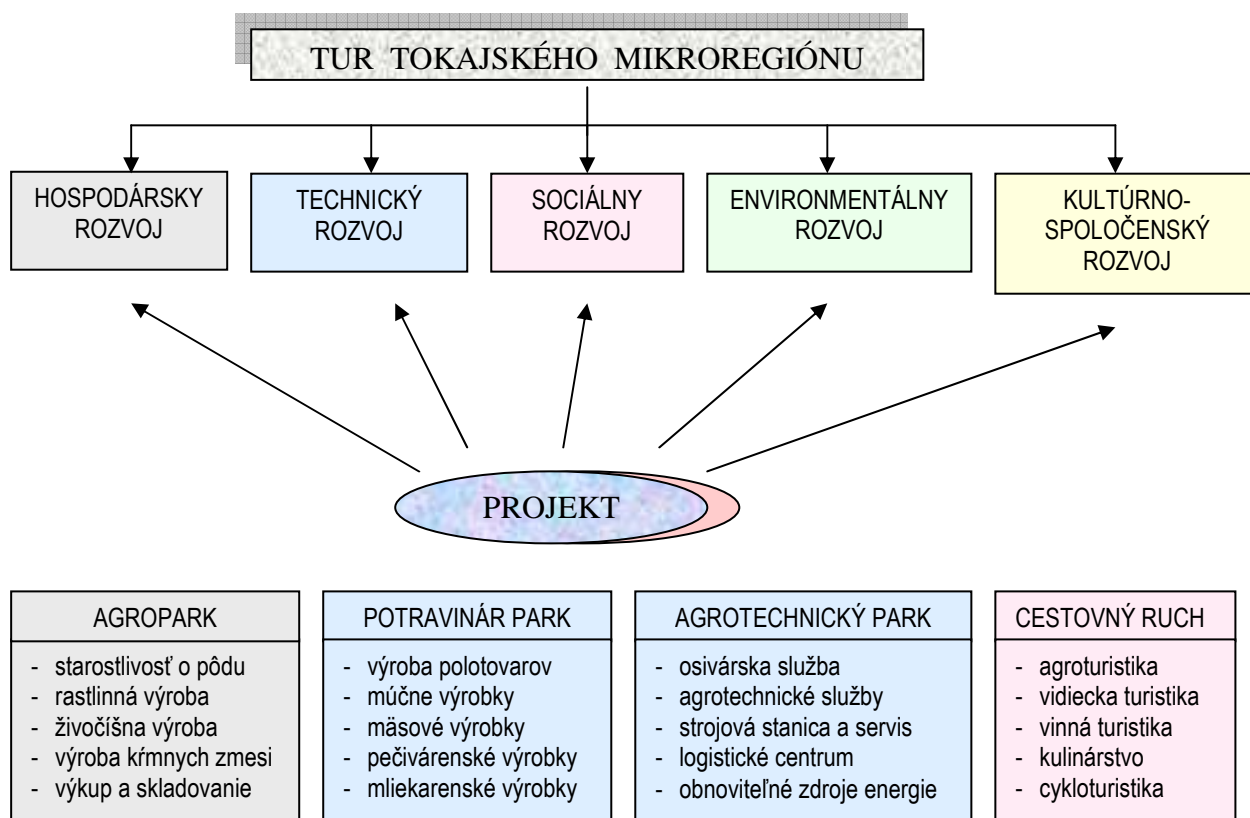 TUR TOKAJSKÉHO MIKROREGIÓNU
HOSPODÁRSKY
ROZVOJ
TECHNICKÝ
ROZVOJ
SOCIÁLNY
ROZVOJ
ENVIRONMENTÁLNY
ROZVOJ
KULTÚRNO-
SPOLOČENSKÝ
ROZVOJ
PROJEKT
AGROPARK
- starostlivosť o pôdu
- rastlinná výroba
- živočíšna výroba
- výroba kŕmnych zmesi
- výkup a skladovanie
POTRAVINÁR PARK
- výroba polotovarov
- múčne výrobky
- mäsové výrobky
- pečivárenské výrobky
- mliekarenské výrobky
AGROTECHNICKÝ PARK
- osivárska služba
- agrotechnické služby
- strojová stanica a servis
- logistické centrum
- obnoviteľné zdroje energie
CESTOVNÝ RUCH
- agroturistika
- vidiecka turistika
- vinná turistika
- kulinárstvo
- cykloturistika